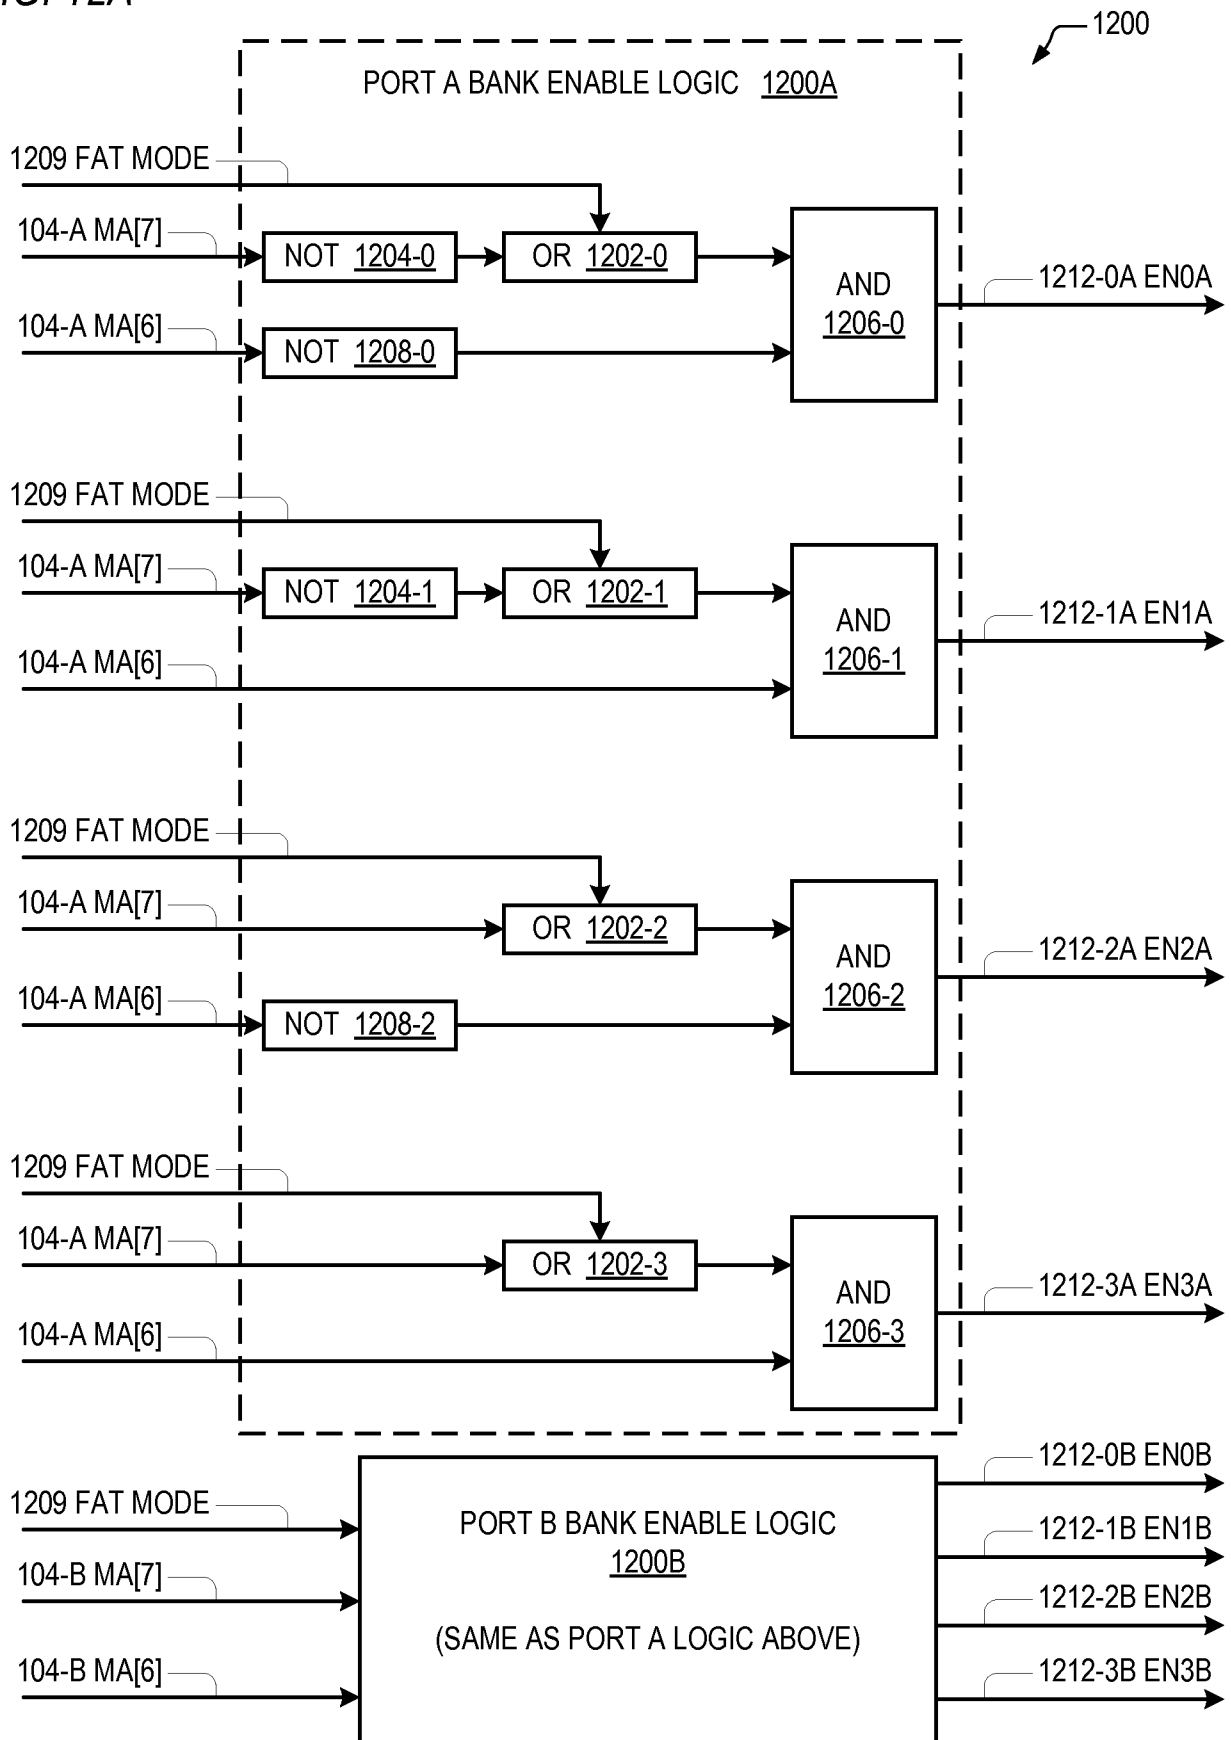 1200
PORT A BANK ENABLE LOGIC 1200A
1209 FAT MODE
104-A MA[7]
NOT 1204-0
OR 1202-0
104-A MA[6]
NOT 1208-0
AND
1206-0
1212-0A EN0A
1209 FAT MODE
104-A MA[7]
NOT 1204-1
OR 1202-1
104-A MA[6]
AND
1206-1
1212-1A EN1A
1209 FAT MODE
104-A MA[7]
OR 1202-2
104-A MA[6]
NOT 1208-2
AND
1206-2
1212-2A EN2A
1209 FAT MODE
104-A MA[7]
OR 1202-3
104-A MA[6]
AND
1206-3
1212-3A EN3A
1209 FAT MODE
104-B MA[7]
104-B MA[6]
PORT B BANK ENABLE LOGIC
1200B
(SAME AS PORT A LOGIC ABOVE)
1212-0B EN0B
1212-1B EN1B
1212-2B EN2B
1212-3B EN3B